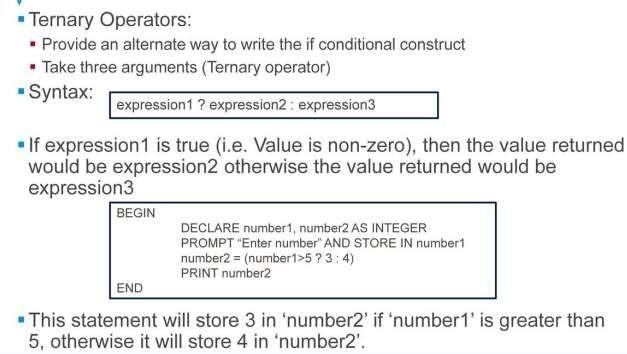 Ternary Operators:
Provide an alternate way to write the if conditional construct
Take three arguments (Ternary operator)
Syntax:
expression1 ? expression2 : expression3
If expression1 is true (i.e. Value is non-zero), then the value returned
would be expression2 otherwise the value returned would be
expression3
BEGIN
DECLARE number1, number2 AS INTEGER
PROMPT “Enter number” AND STORE IN number1
number2 = (number1>5 ? 3 : 4)
PRINT number2
END
This statement will store 3 in ‘number2’ if ‘number1’ is greater than
5, otherwise it will store 4 in ‘number2’.